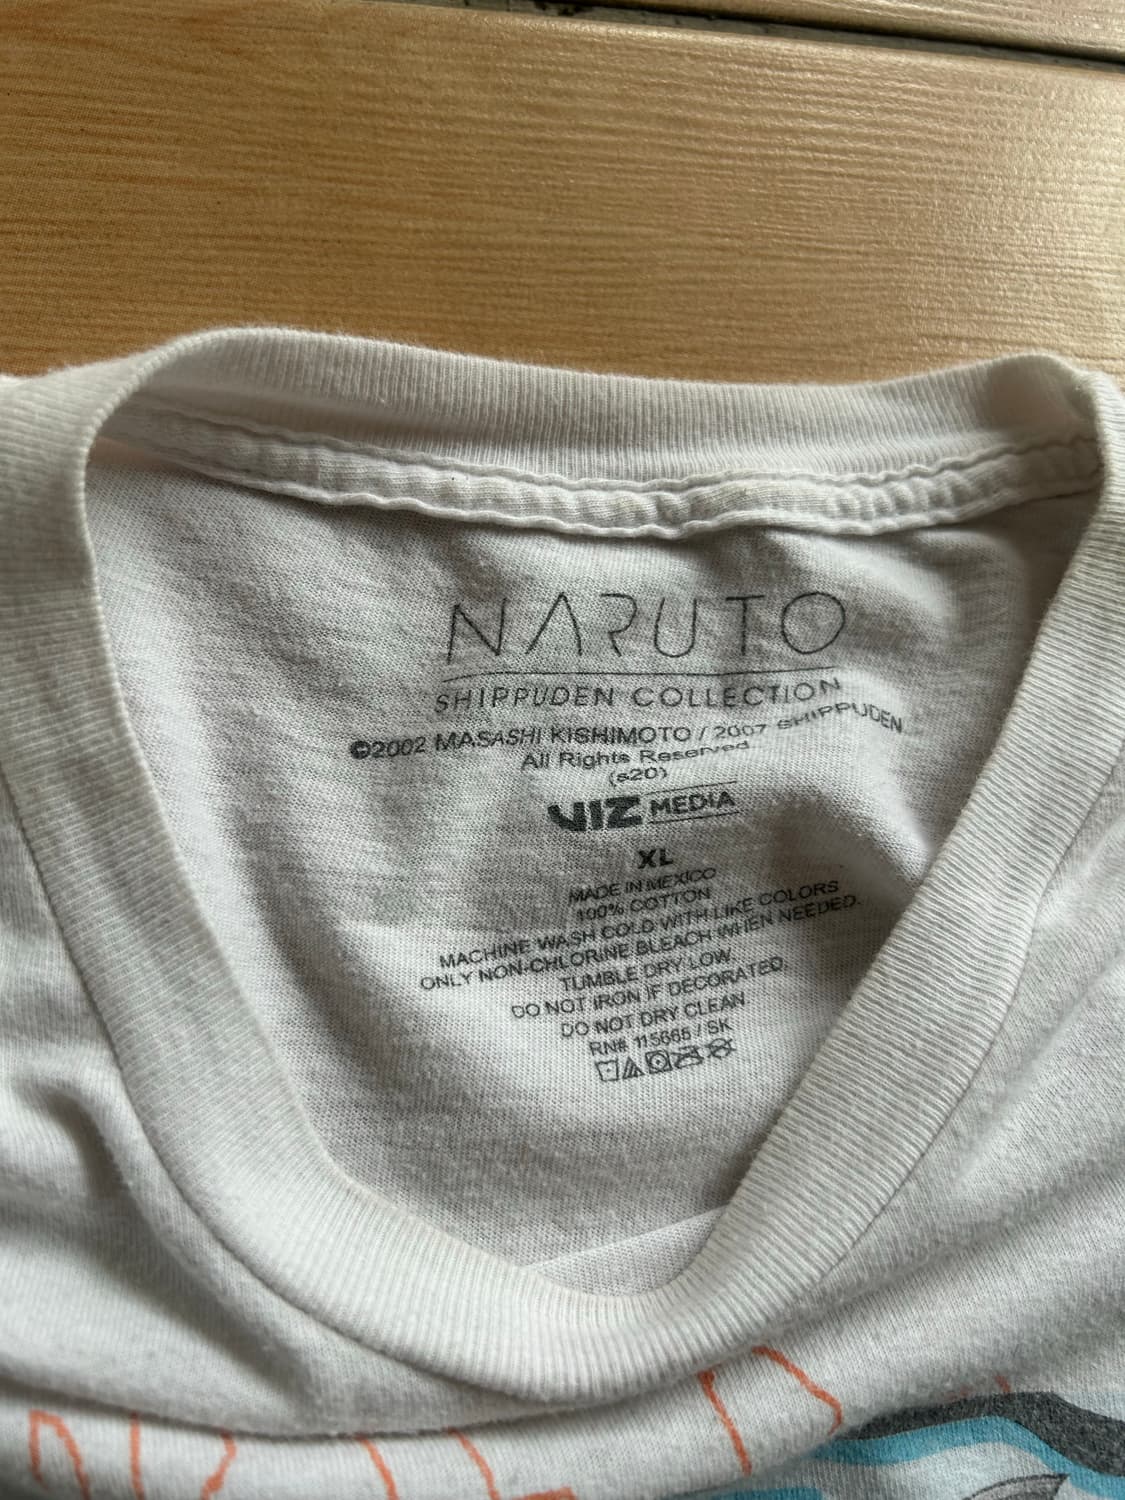 NARUTO
SHIPPUDEN COLLECTION
©2002 MASASHI KISHIMOTO / 2007 SHIPPUDEN
All Rights Reserved
(s20)
VIZ MEDIA
XL
MADE IN MEXICO
100% COTTON
MACHINE WASH COLD WITH LIKE COLORS
ONLY NON-CHLORINE BLEACH WHEN NEEDED.
TUMBLE DRY LOW.
DO NOT IRON IF DECORATED.
DO NOT DRY CLEAN
RN# 115665 / SK